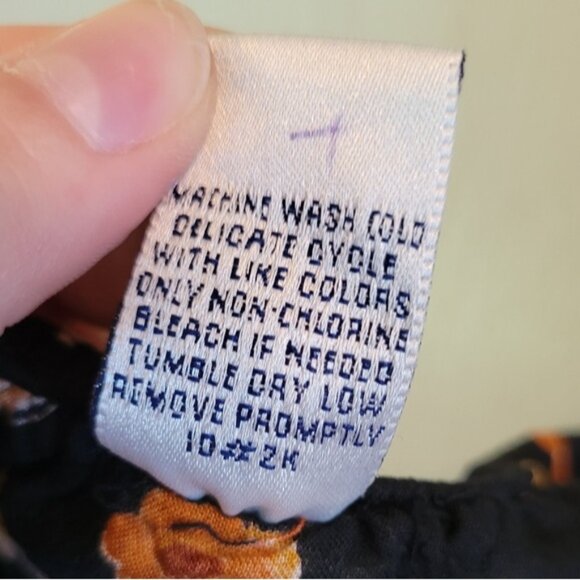 MACHINE WASH COLD
DELICATE CYCLE
WITH LIKE COLORS
ONLY NON-CHLORINE
BLEACH IF NEEDED
TUMBLE DRY LOW
REMOVE PROMPTLY
ID#2K